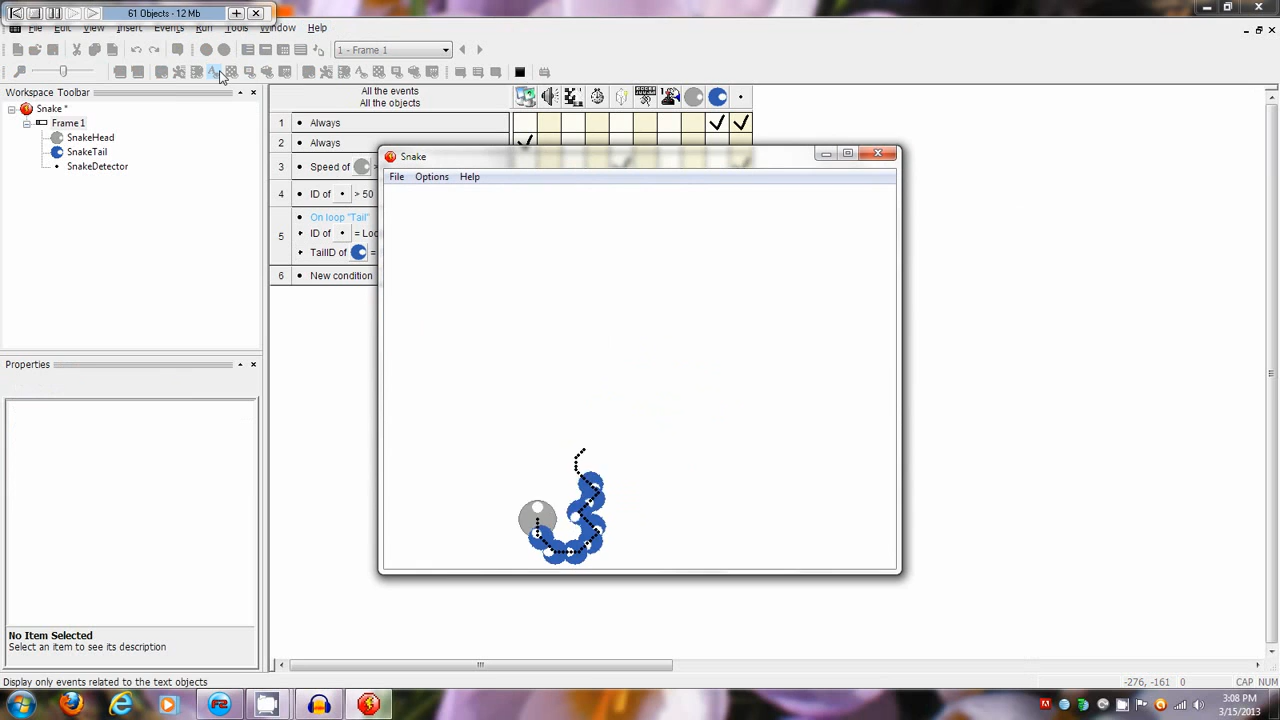 61 Objects - 12 Mb
File Edit View Insert Events Run Tools Window Help
1 - Frame 1
Workspace Toolbar
Snake *
Frame 1
SnakeHead
SnakeTail
SnakeDetector
All the events
All the objects
1 • Always
2 • Always
3 • Speed of
4 • ID of > 50
5
• On loop "Tail"
• ID of = Loo
• TailID of =
6 • New condition
Snake
File Options Help
Properties
No Item Selected
Select an item to see its description
Display only events related to the text objects
-276, -161 0 CAP NUM
3:08 PM
3/15/2013